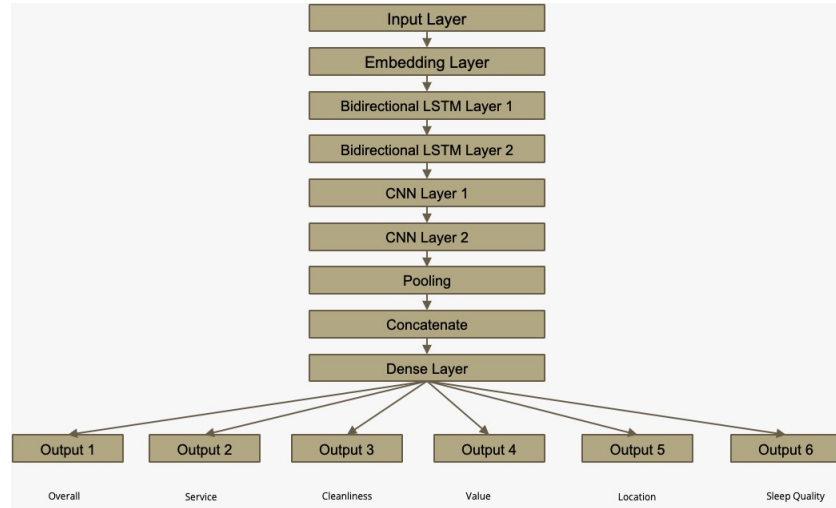 Input Layer
Embedding Layer
Bidirectional LSTM Layer 1
Bidirectional LSTM Layer 2
CNN Layer 1
CNN Layer 2
Pooling
Concatenate
Dense Layer
Output 1
Output 2
Output 3
Output 4
Output 5
Output 6
Overall
Service
Cleanliness
Value
Location
Sleep Quality